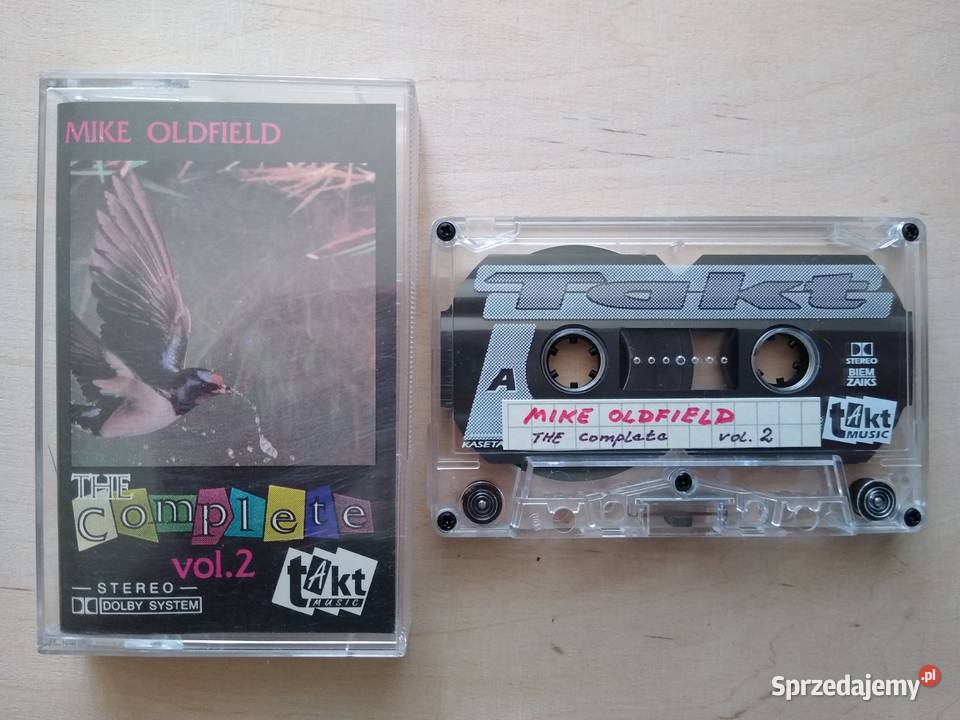 MIKE OLDFIELD
THE
Complete
vol.2
STEREO
DOLBY SYSTEM
tAkt
MUSIC
Takt
A
STEREO
BIEM
ZAIKS
MIKE OLDFIELD
THE Complete vol. 2
KASETA
tAkt
MUSIC
Sprzedajemy.pl